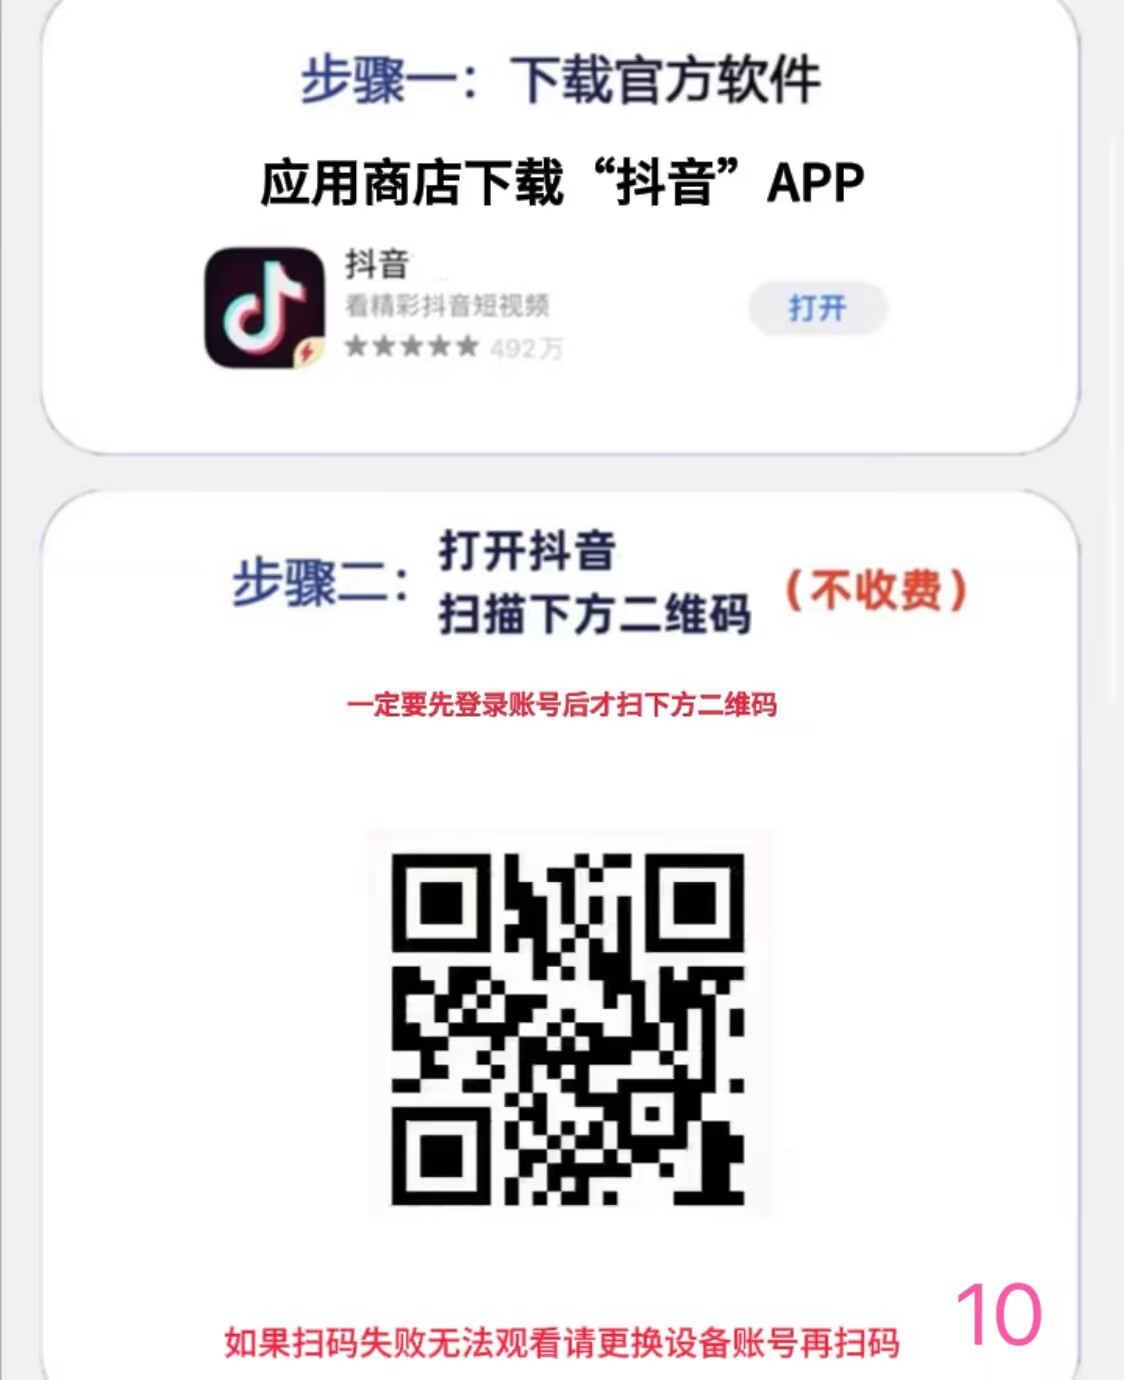 步骤一：下载官方软件
应用商店下载“抖音”APP
抖音
看精彩抖音短视频
★★★★★ 492万
打开
步骤二：
打开抖音
扫描下方二维码
（不收费）
一定要先登录账号后才扫下方二维码
10
如果扫码失败无法观看请更换设备账号再扫码